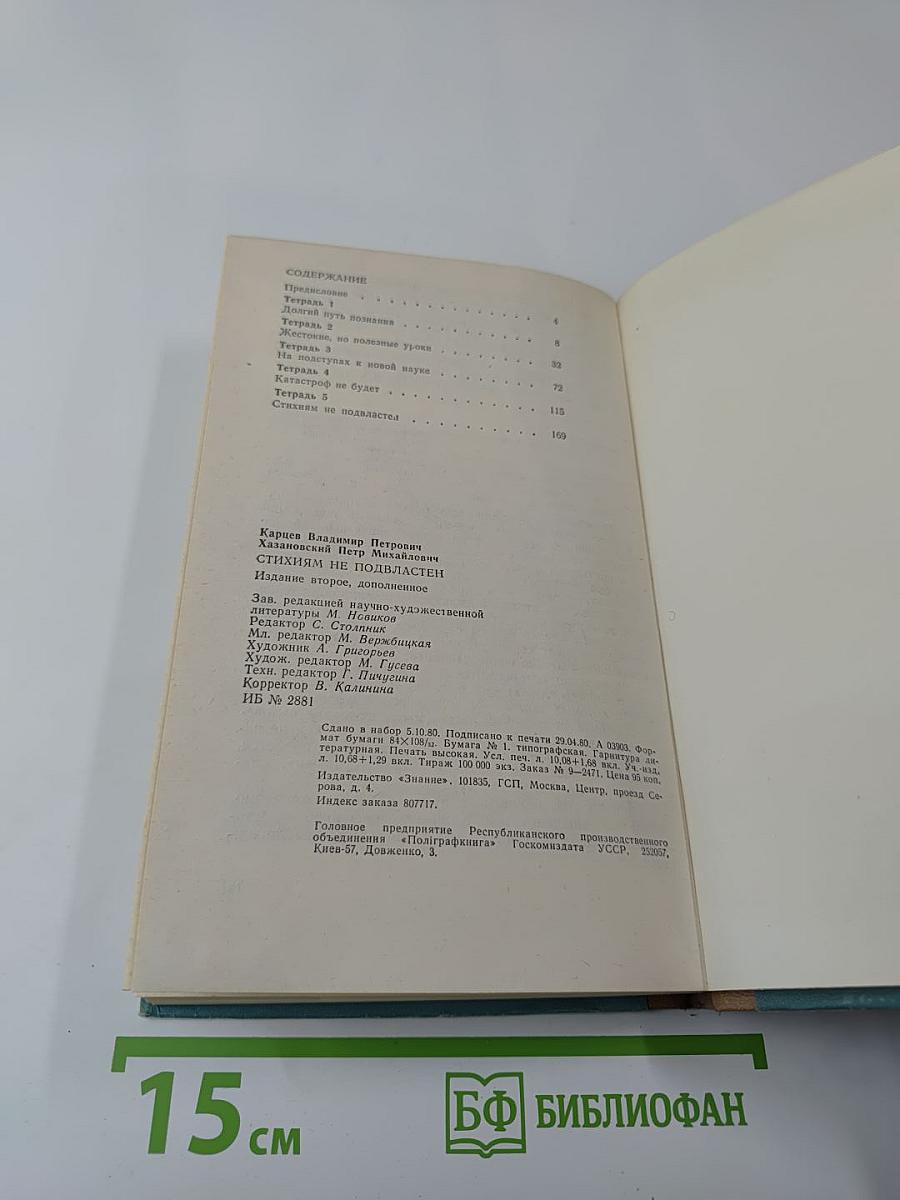 СОДЕРЖАНИЕ
Предисловие . . . . . . . . . . . . . 4
Тетрадь 1
Долгий путь познания . . . . . . . . . . 8
Тетрадь 2
Жестокие, но полезные уроки . . . . . . . 32
Тетрадь 3
На подступах к новой науке . . . . . . . 72
Тетрадь 4
Катастроф не будет . . . . . . . . . . . 115
Тетрадь 5
Стихиям не подвластен . . . . . . . . . . 169
Карцев Владимир Петрович
Хазановский Петр Михайлович
СТИХИЯМ НЕ ПОДВЛАСТЕН
Издание второе, дополненное
Зав. редакцией научно-художественной
литературы М. Новиков
Редактор С. Столпник
Мл. редактор М. Вержбицкая
Художник А. Григорьев
Худож. редактор М. Гусева
Техн. редактор Г. Пичугина
Корректор В. Калинина
ИБ № 2881
Сдано в набор 5.10.80. Подписано к печати 29.04.80. А 03903. Фор-
мат бумаги 84×108/32. Бумага № 1. типографская. Гарнитура ли-
тературная. Печать высокая. Усл. печ. л. 10,08+1,68 вкл. Уч.-изд.
л. 10,68+1,29 вкл. Тираж 100 000 экз. Заказ № 9—2471. Цена 95 коп.
Издательство «Знание». 101835, ГСП, Москва, Центр, проезд Се-
рова, д. 4.
Индекс заказа 807717.
Головное предприятие Республиканского производственного
объединения «Полiграфкнига» Госкомиздата УССР, 252057,
Киев-57, Довженко, 3.
15 см
БФ БИБЛИОФАН